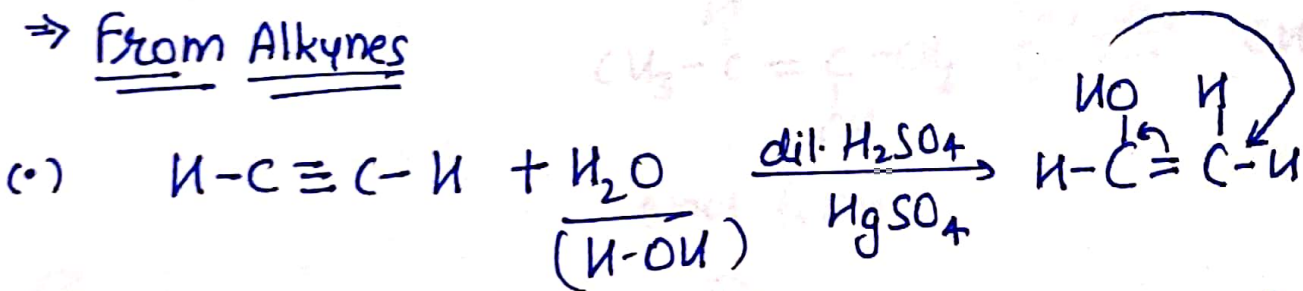 ⇒ From Alkynes
HO H
(•) H-C≡C-H + H₂O dil. H₂SO₄ H-C=C-H
(H-OH) HgSO₄